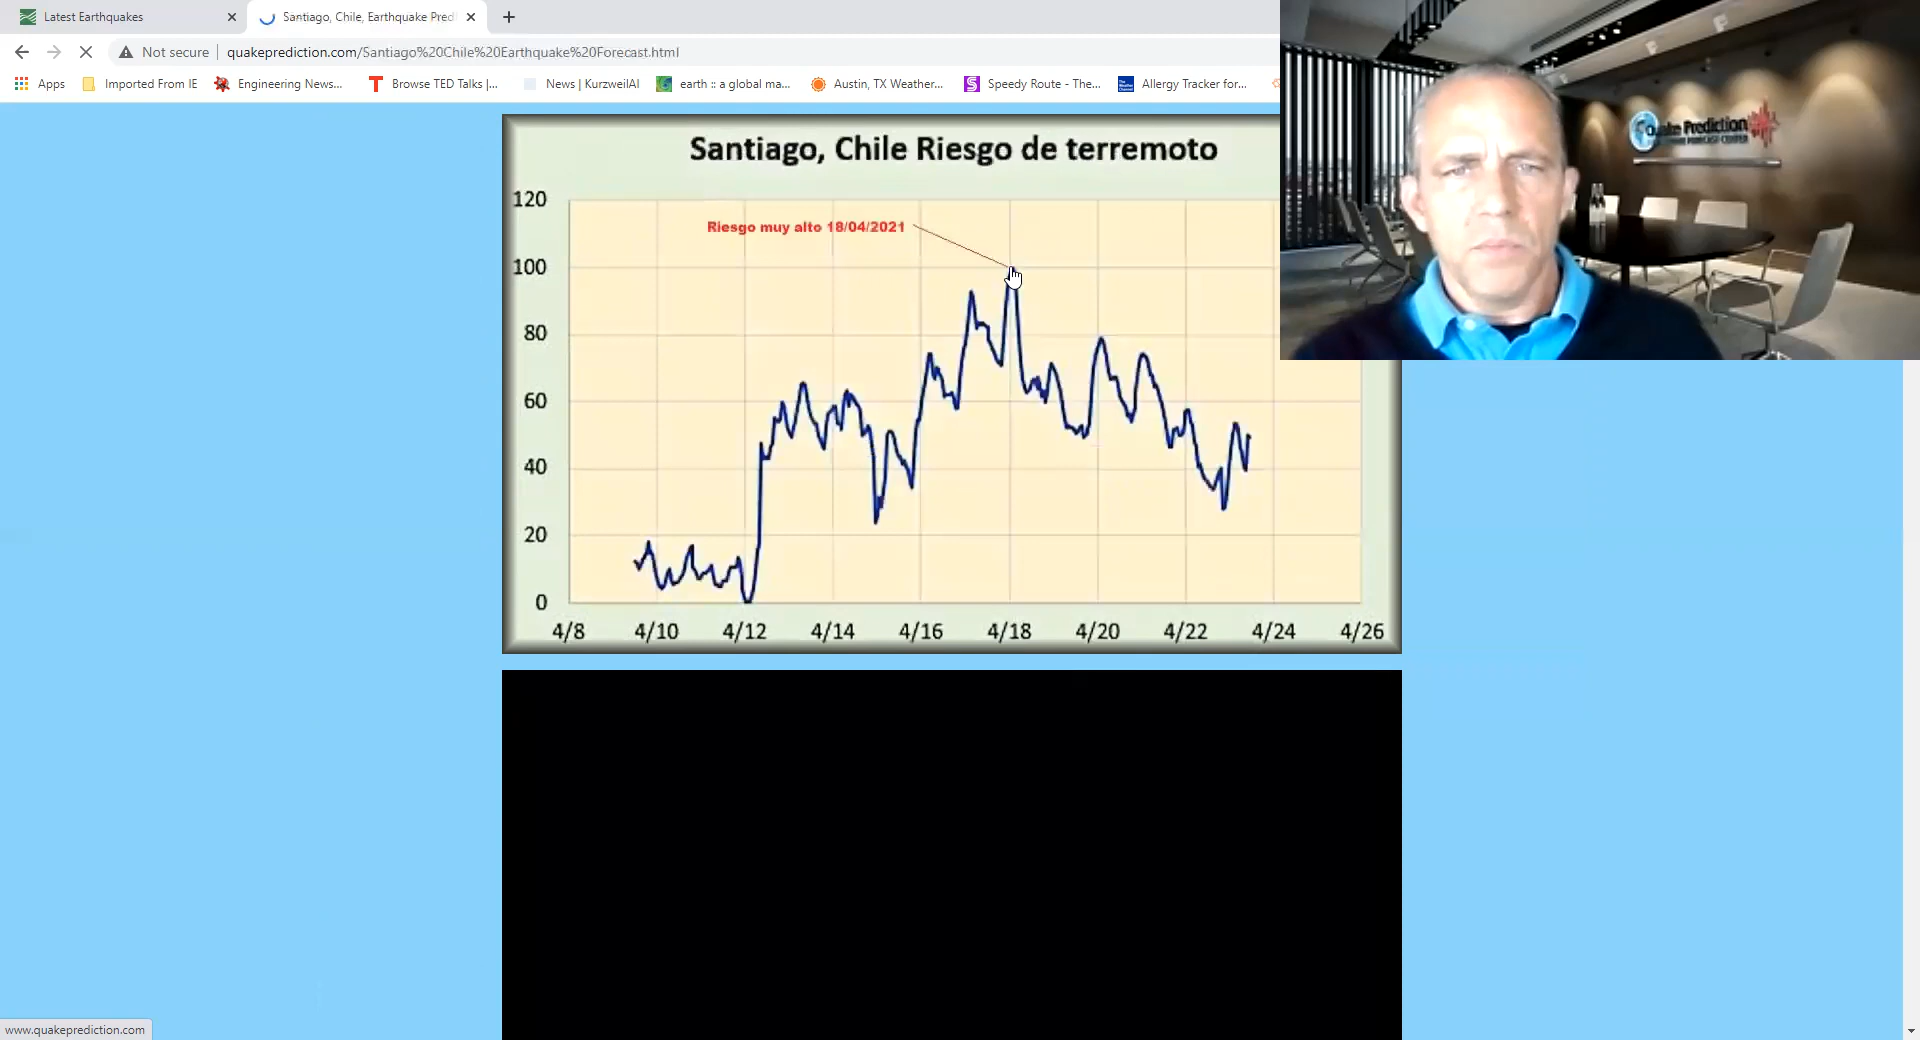 Latest Earthquakes
Santiago, Chile, Earthquake Pred
Not secure
quakeprediction.com/Santiago%20Chile%20Earthquake%20Forecast.html
Apps
Imported From IE
Engineering News...
Browse TED Talks |...
News | KurzweilAI
earth :: a global ma...
Austin, TX Weather...
Speedy Route - The...
Allergy Tracker for...
Quake Prediction
Santiago, Chile Riesgo de terremoto
Riesgo muy alto 18/04/2021
120
100
80
60
40
20
0
4/8 4/10 4/12 4/14 4/16 4/18 4/20 4/22 4/24 4/26
www.quakeprediction.com